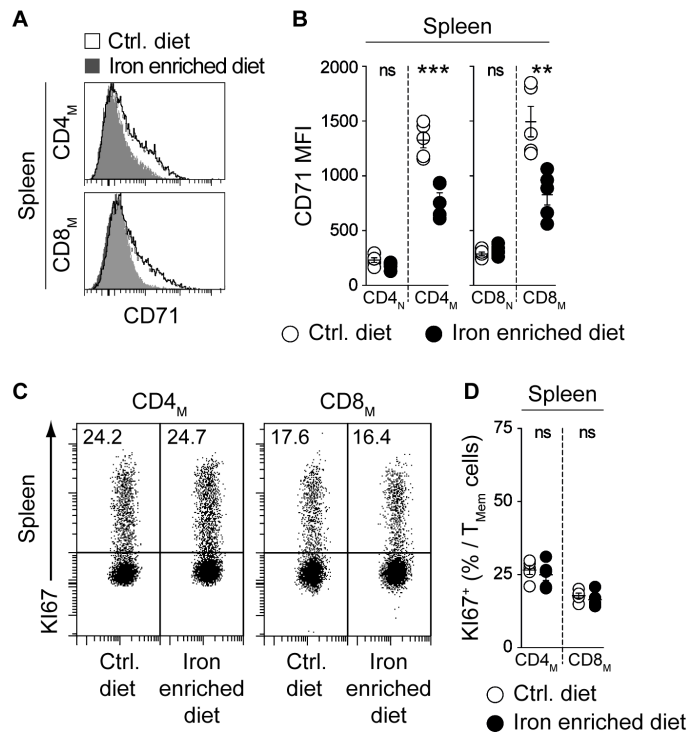 A
Ctrl. diet
Iron enriched diet
Spleen
CD4M
CD8M
CD71
B
Spleen
CD71 MFI
2000
1500
1000
500
0
ns
***
ns
**
CD4N
CD4M
CD8N
CD8M
Ctrl. diet
Iron enriched diet
C
CD4M
CD8M
Spleen
KI67
24.2
24.7
17.6
16.4
Ctrl.
diet
Iron
enriched
diet
Ctrl.
diet
Iron
enriched
diet
D
Spleen
KI67+ (% / TMem cells)
75
50
25
0
ns
ns
CD4M
CD8M
Ctrl. diet
Iron enriched diet